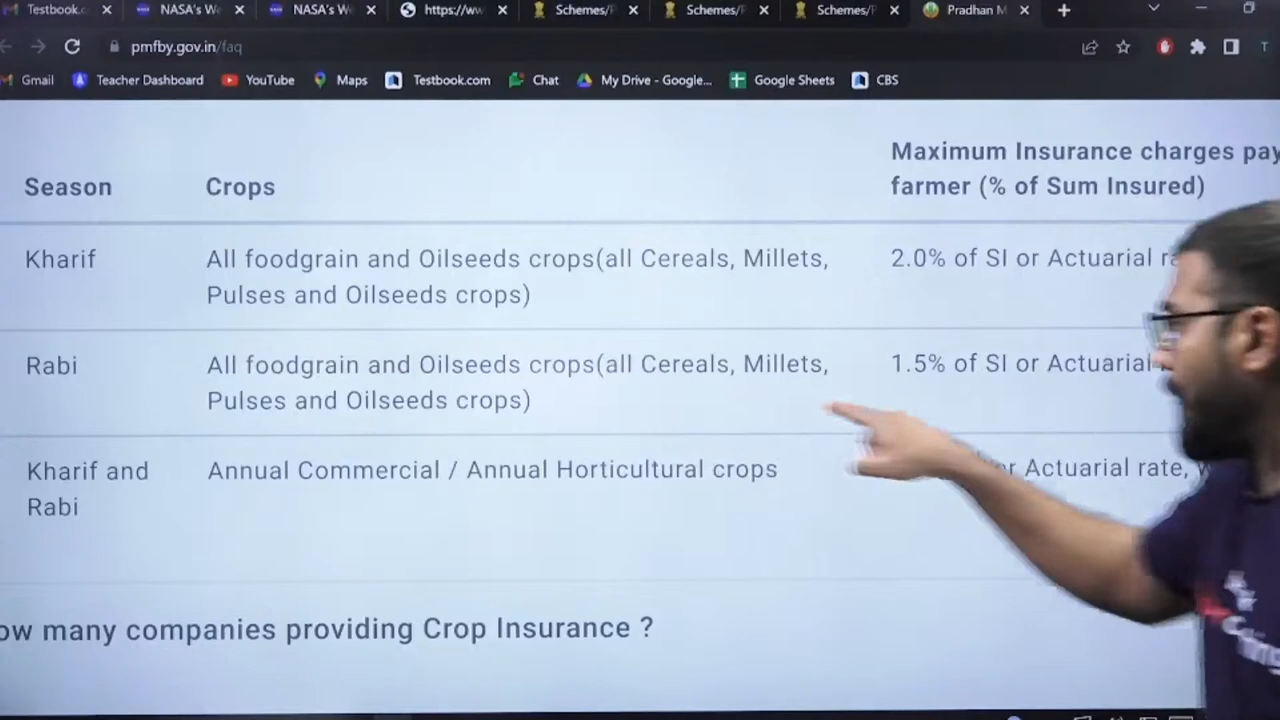 Testbook.c
NASA's We
NASA's We
https://ww
Schemes/P
Schemes/P
Schemes/P
Pradhan M
pmfby.gov.in/faq
Gmail
Teacher Dashboard
YouTube
Maps
Testbook.com
Chat
My Drive - Google...
Google Sheets
CBS
Season
Crops
Maximum Insurance charges pay
farmer (% of Sum Insured)
Kharif
All foodgrain and Oilseeds crops(all Cereals, Millets,
Pulses and Oilseeds crops)
2.0% of SI or Actuarial ra
Rabi
All foodgrain and Oilseeds crops(all Cereals, Millets,
Pulses and Oilseeds crops)
1.5% of SI or Actuarial
Kharif and
Rabi
Annual Commercial / Annual Horticultural crops
or Actuarial rate, w
ow many companies providing Crop Insurance ?